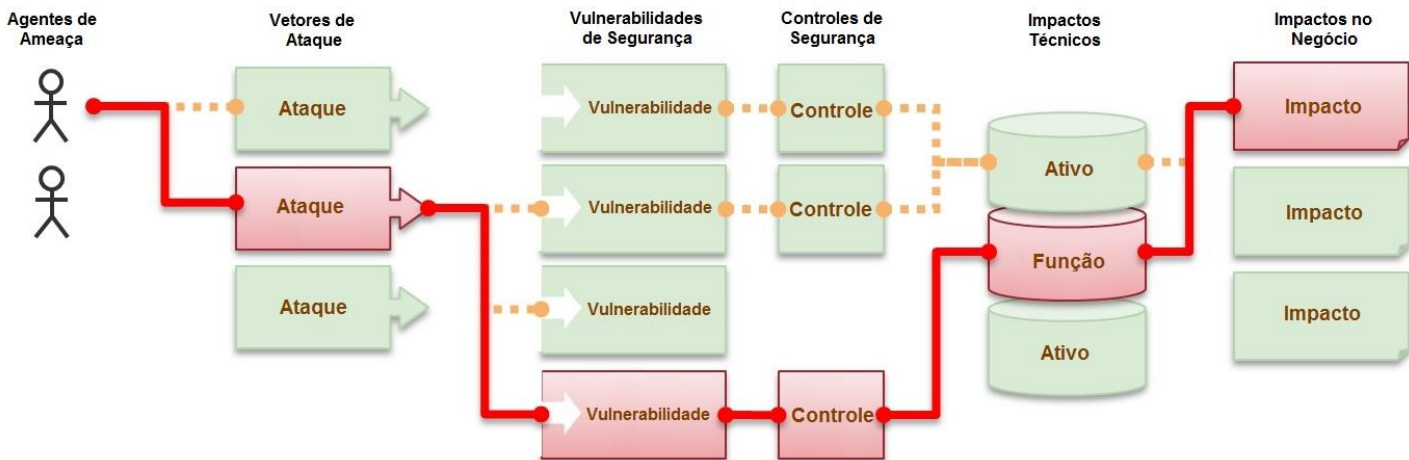 Agentes de
Ameaça
Vetores de
Ataque
Vulnerabilidades
de Segurança
Controles de
Segurança
Impactos
Técnicos
Impactos no
Negócio
Ataque
Vulnerabilidade
Controle
Impacto
Ativo
Ataque
Vulnerabilidade
Controle
Impacto
Função
Ataque
Vulnerabilidade
Impacto
Ativo
Vulnerabilidade
Controle